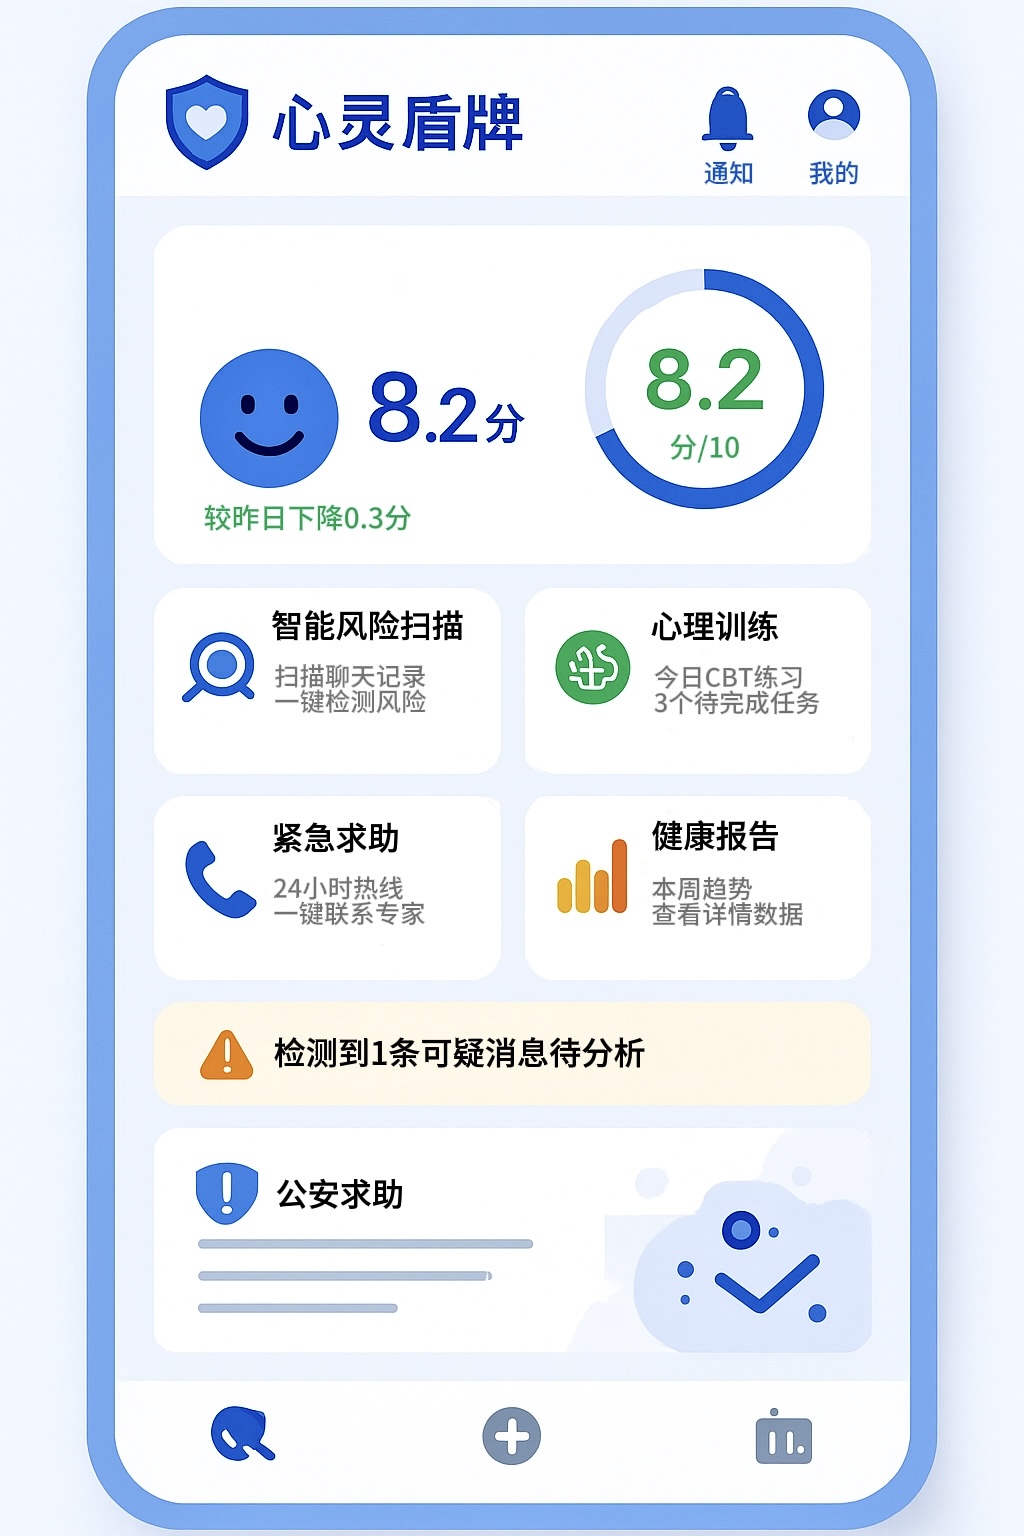 心灵盾牌
通知
我的
8.2分
较昨日下降0.3分
8.2
分/10
智能风险扫描
扫描聊天记录
一键检测风险
心理训练
今日CBT练习
3个待完成任务
紧急求助
24小时热线
一键联系专家
健康报告
本周趋势
查看详情数据
检测到1条可疑消息待分析
公安求助